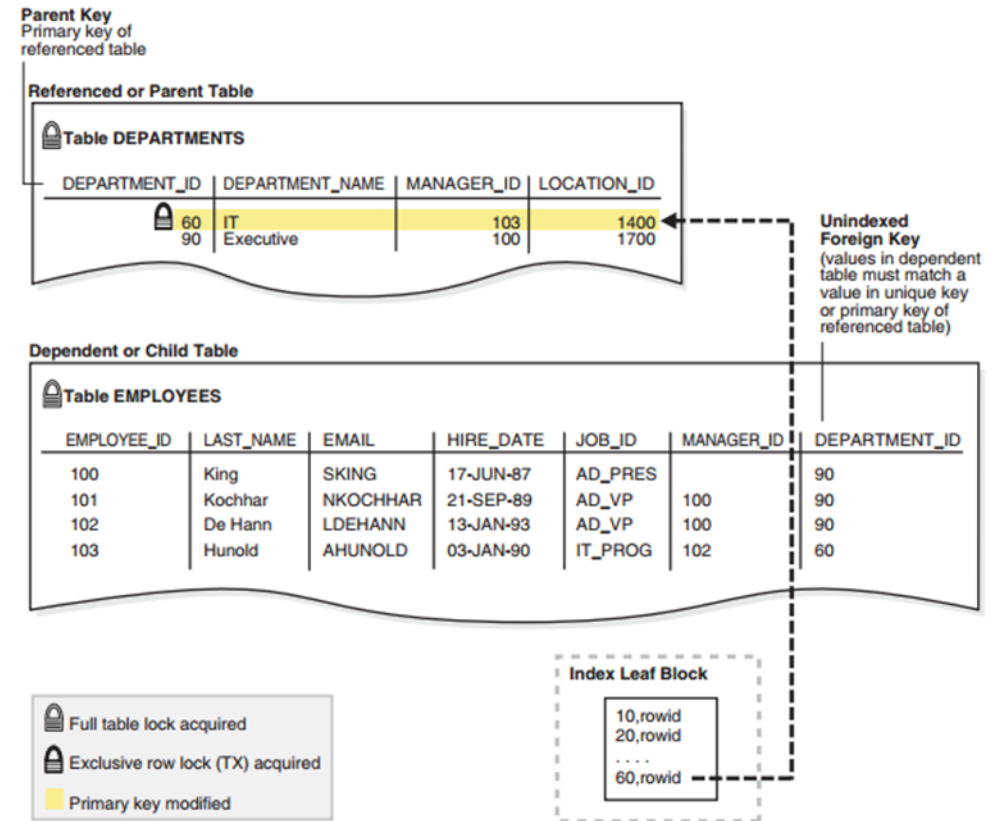 Parent Key
Primary key of
referenced table
Referenced or Parent Table
Table DEPARTMENTS
DEPARTMENT_ID DEPARTMENT_NAME MANAGER_ID LOCATION_ID
60 IT 103 1400
90 Executive 100 1700
Unindexed
Foreign Key
(values in dependent
table must match a
value in unique key
or primary key of
referenced table)
Dependent or Child Table
Table EMPLOYEES
EMPLOYEE_ID LAST_NAME EMAIL HIRE_DATE JOB_ID MANAGER_ID DEPARTMENT_ID
100 King SKING 17-JUN-87 AD_PRES 90
101 Kochhar NKOCHHAR 21-SEP-89 AD_VP 100 90
102 De Hann LDEHANN 13-JAN-93 AD_VP 100 90
103 Hunold AHUNOLD 03-JAN-90 IT_PROG 102 60
Index Leaf Block
10,rowid
20,rowid
. . . .
60,rowid
Full table lock acquired
Exclusive row lock (TX) acquired
Primary key modified